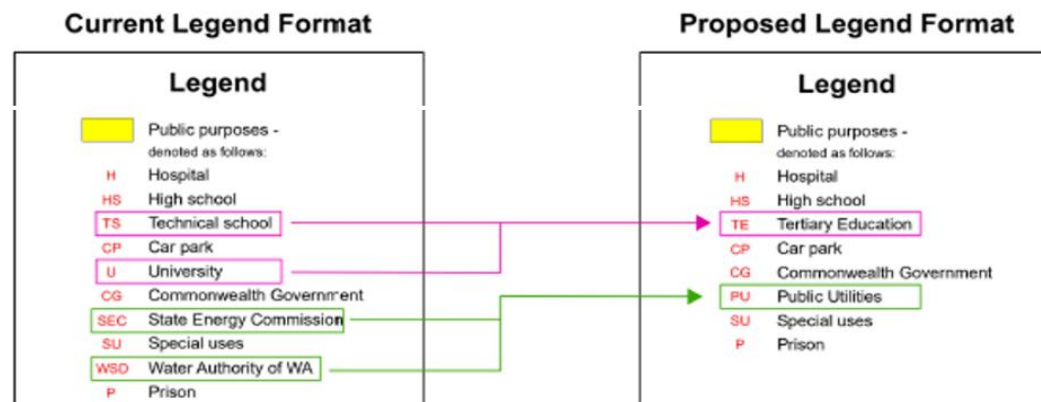 Current Legend Format
Legend
Public purposes -
denoted as follows:
H Hospital
HS High school
TS Technical school
CP Car park
U University
CG Commonwealth Government
SEC State Energy Commission
SU Special uses
WSD Water Authority of WA
P Prison
Proposed Legend Format
Legend
Public purposes -
denoted as follows:
H Hospital
HS High school
TE Tertiary Education
CP Car park
CG Commonwealth Government
PU Public Utilities
SU Special uses
P Prison